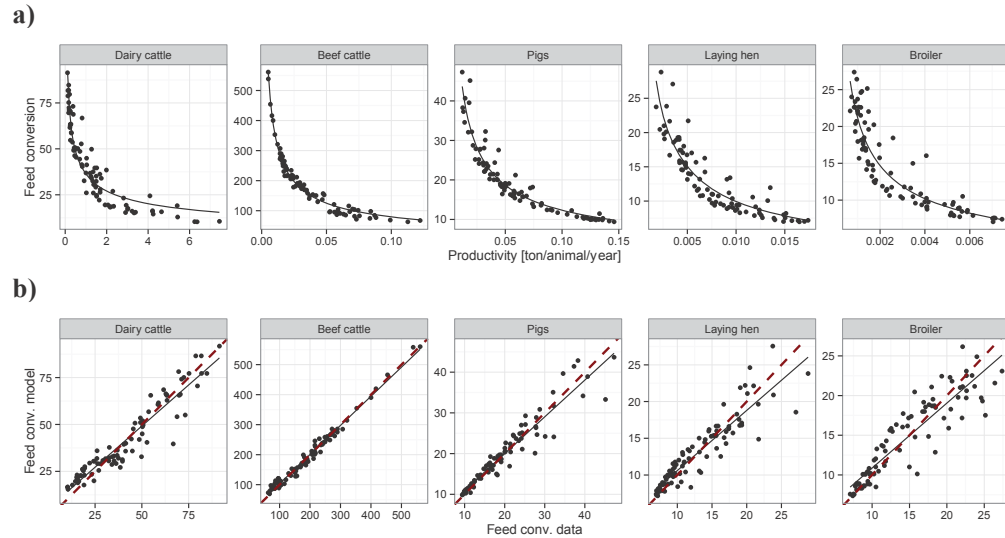 a)
Dairy cattle Beef cattle Pigs Laying hen Broiler
Feed conversion
75
50
25
0 2 4 6
500
400
300
200
100
0.00 0.05 0.10
40
30
20
10
0.05 0.10 0.15
25
20
15
10
0.005 0.010 0.015
25
20
15
10
0.002 0.004 0.006
Productivity [ton/animal/year]
b)
Dairy cattle Beef cattle Pigs Laying hen Broiler
Feed conv. model
75
50
25
25 50 75
500
400
300
200
100
100 200 300 400 500
40
30
20
10
10 20 30 40
25
20
15
10
10 15 20 25
25
20
15
10
10 15 20 25
Feed conv. data